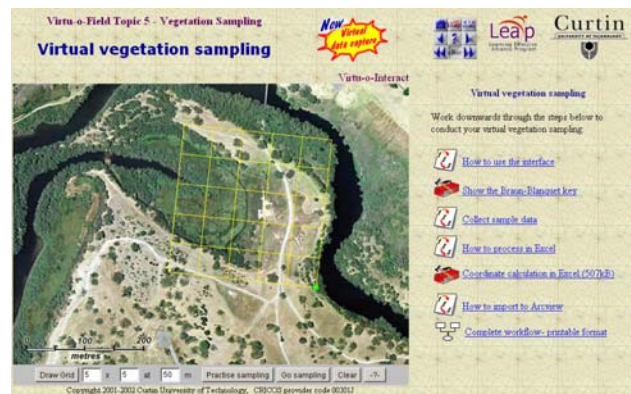 Virtu-o-Field Topic 5 - Vegetation Sampling
Virtual vegetation sampling
New
Virtual
data capture
Virtu-o-Interact
Leap
Curtin
UNIVERSITY OF TECHNOLOGY
Virtual vegetation sampling
Work downwards through the steps below to
conduct your virtual vegetation sampling:
How to use the interface
Show the Braun-Blanquet key
Collect sample data
How to process in Excel
Coordinate calculation in Excel (507kB)
How to import to Arcview
Complete workflow- printable format
0 100 200
metres
Draw Grid 5 x 5 at 50 m Practise sampling Go sampling Clear -?-
Copyright 2001-2002 Curtin University of Technology, CRICOS provider code 00301J